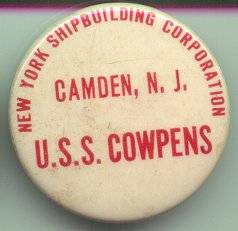 NEW YORK SHIPBUILDING CORPORATION
CAMDEN, N. J.
U.S.S. COWPENS